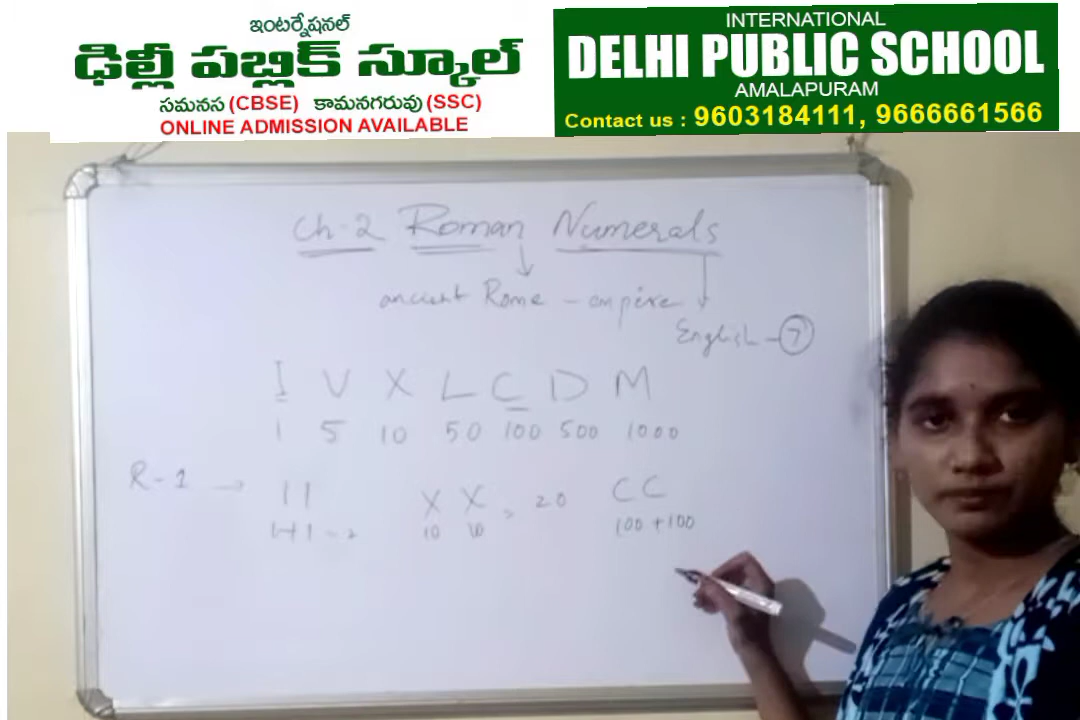 ఇంటర్నేషనల్
ఢిల్లీ పబ్లిక్ స్కూల్
సమనస (CBSE) కామనగరువు (SSC)
ONLINE ADMISSION AVAILABLE
INTERNATIONAL
DELHI PUBLIC SCHOOL
AMALAPURAM
Contact us : 9603184111, 9666661566
Ch-2 Roman Numerals
ancient Rome - empire
English - 7
I V X L C D M
1 5 10 50 100 500 1000
R-1 → I I X X = 20 C C
1+1 = 2 10 10 100 + 100